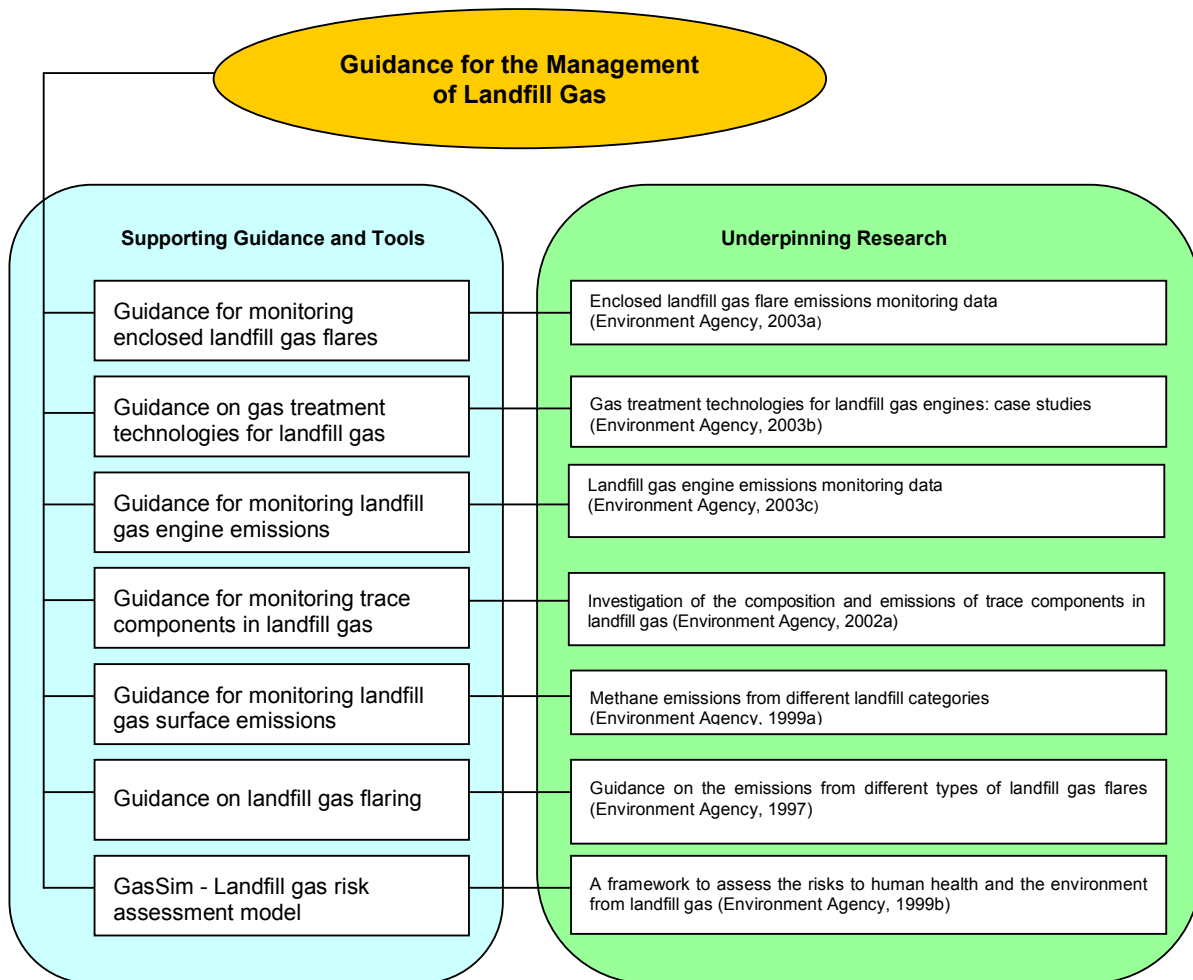 Guidance for the Management
of Landfill Gas
Supporting Guidance and Tools
Underpinning Research
Guidance for monitoring
enclosed landfill gas flares
Enclosed landfill gas flare emissions monitoring data
(Environment Agency, 2003a)
Guidance on gas treatment
technologies for landfill gas
Gas treatment technologies for landfill gas engines: case studies
(Environment Agency, 2003b)
Guidance for monitoring landfill
gas engine emissions
Landfill gas engine emissions monitoring data
(Environment Agency, 2003c)
Guidance for monitoring trace
components in landfill gas
Investigation of the composition and emissions of trace components in
landfill gas (Environment Agency, 2002a)
Guidance for monitoring landfill
gas surface emissions
Methane emissions from different landfill categories
(Environment Agency, 1999a)
Guidance on landfill gas flaring
Guidance on the emissions from different types of landfill gas flares
(Environment Agency, 1997)
GasSim - Landfill gas risk
assessment model
A framework to assess the risks to human health and the environment
from landfill gas (Environment Agency, 1999b)